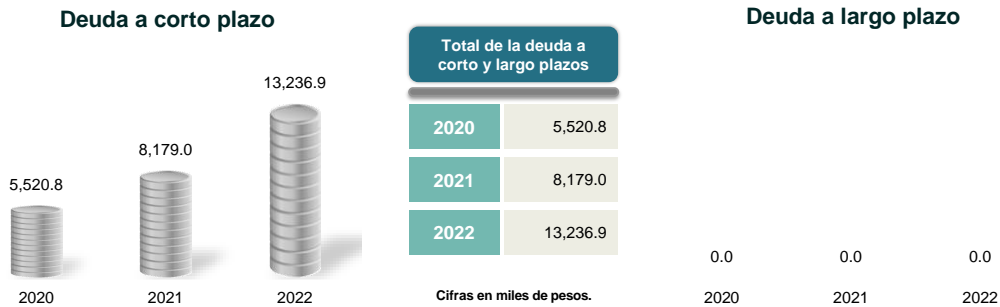 Deuda a corto plazo
13,236.9
8,179.0
5,520.8
2020 2021 2022
Total de la deuda a
corto y largo plazos
2020 5,520.8
2021 8,179.0
2022 13,236.9
Cifras en miles de pesos.
Deuda a largo plazo
0.0 0.0 0.0
2020 2021 2022